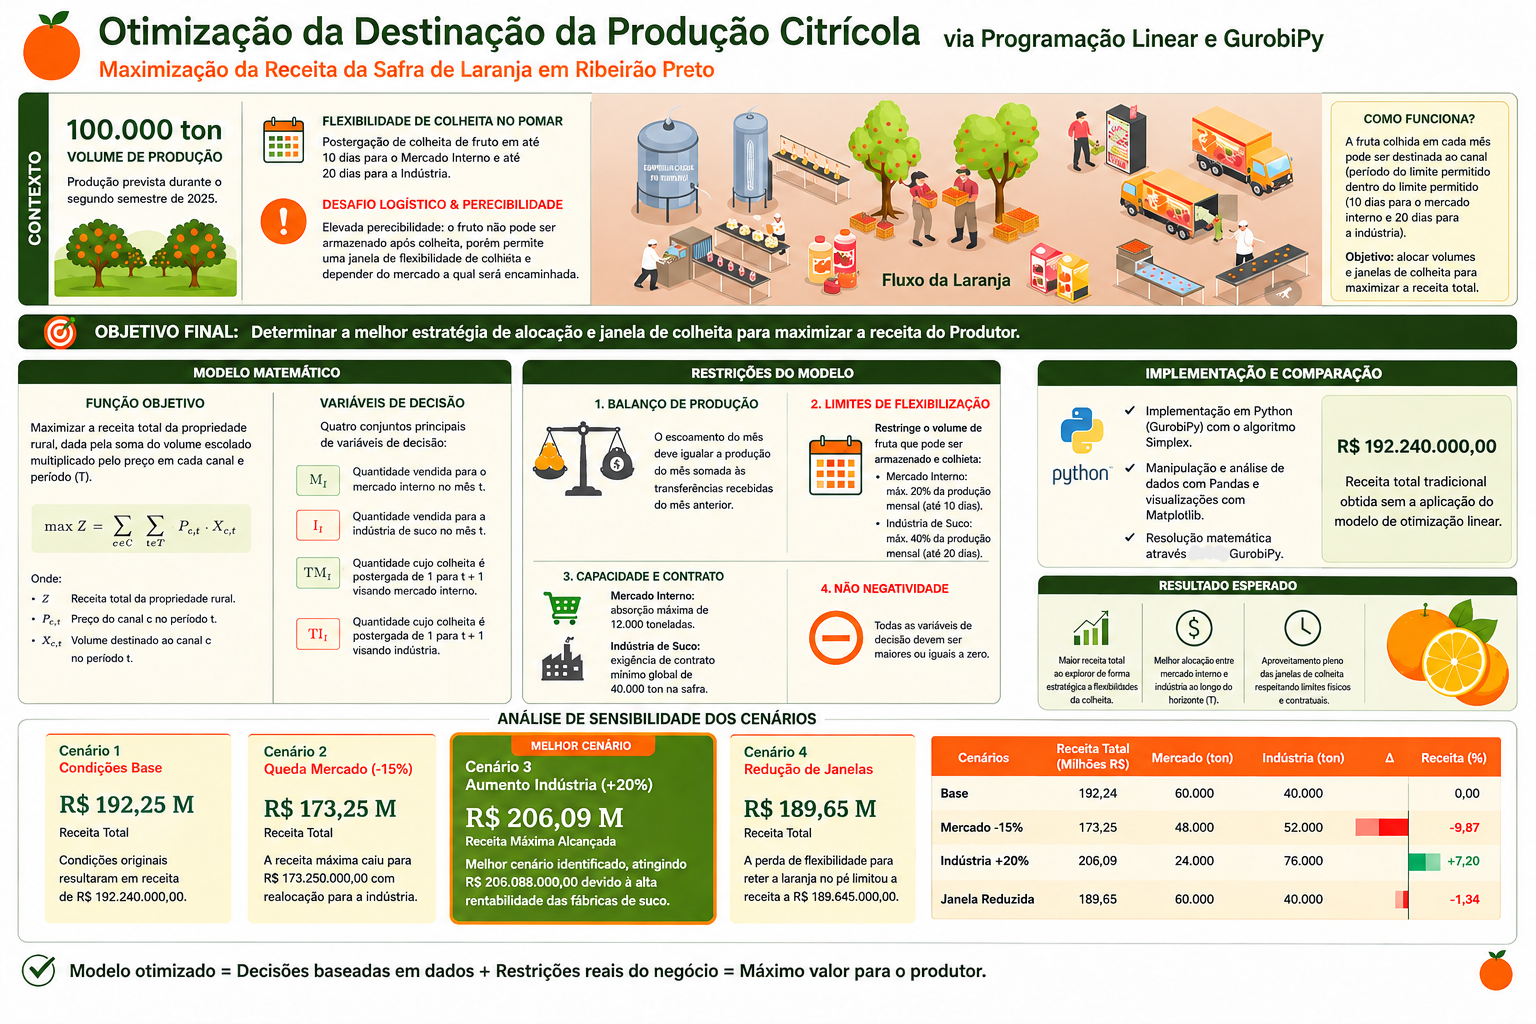 Otimização da Destinação da Produção Citrícola via Programação Linear e GurobiPy
Maximização da Receita da Safra de Laranja em Ribeirão Preto
CONTEXTO
100.000 ton
VOLUME DE PRODUÇÃO
Produção prevista durante o
segundo semestre de 2025.
FLEXIBILIDADE DE COLHEITA NO POMAR
Postergação de colheita de fruto em até
10 dias para o Mercado Interno e até
20 dias para a Indústria.
DESAFIO LOGÍSTICO & PERECIBILIDADE
Elevada perecibilidade: o fruto não pode ser
armazenado após colheita, porém permite
uma janela de flexibilidade de colhiéta e
depender do mercado a qual será encaminhada.
Fluxo da Laranja
COMO FUNCIONA?
A fruta colhida em cada mês
pode ser destinada ao canal
(período do limite permitido
dentro do limite permitido
(10 dias para o mercado
interno e 20 dias para
a indústria).
Objetivo: alocar volumes
e janelas de colheita para
maximizar a receita total.
OBJETIVO FINAL: Determinar a melhor estratégia de alocação e janela de colheita para maximizar a receita do Produtor.
MODELO MATEMÁTICO
FUNÇÃO OBJETIVO
Maximizar a receita total da propriedade
rural, dada pela soma do volume escolado
multiplicado pelo preço em cada canal e
período (T).
max Z = ∑ ∑ P_c,t · X_c,t
ceC teT
Onde:
• Z Receita total da propriedade rural.
• P_c,t Preço do canal c no período t.
• X_c,t Volume destinado ao canal c
no período t.
VARIÁVEIS DE DECISÃO
Quatro conjuntos principais
de variáveis de decisão:
M_I Quantidade vendida para o
mercado interno no mês t.
I_I Quantidade vendida para a
indústria de suco no mês t.
TM_I Quantidade cujo colheita é
postergada de 1 para t + 1
visando mercado interno.
TI_I Quantidade cujo colheita é
postergada de 1 para t + 1
visando indústria.
RESTRIÇÕES DO MODELO
1. BALANÇO DE PRODUÇÃO
O escoamento do mês
deve igualar a produção
do mês somada às
transferências recebidas
do mês anterior.
2. LIMITES DE FLEXIBILIZAÇÃO
Restringe o volume de
fruta que pode ser
armazenado e colhieta:
• Mercado Interno:
máx. 20% da produção
mensal (até 10 dias).
• Indústria de Suco:
máx. 40% da produção
mensal (até 20 dias).
3. CAPACIDADE E CONTRATO
Mercado Interno:
absorção máxima de
12.000 toneladas.
Indústria de Suco:
exigência de contrato
mínimo global de
40.000 ton na safra.
4. NÃO NEGATIVIDADE
Todas as variáveis de
decisão devem ser
maiores ou iguais a zero.
IMPLEMENTAÇÃO E COMPARAÇÃO
python
✓ Implementação em Python
(GurobiPy) com o algoritmo
Simplex.
✓ Manipulação e análise de
dados com Pandas e
visualizações com
Matplotlib.
✓ Resolução matemática
através GurobiPy.
R$ 192.240.000,00
Receita total tradicional
obtida sem a aplicação do
modelo de otimização linear.
RESULTADO ESPERADO
Maior receita total
ao exploror de forma
estratégica a flexibilidades
da colheita.
Melhor alocação entre
mercado interno e
indústria ao longo do
horizonte (T).
Aproveitamento pleno
das janelas de colheita
respeitando limites físicos
e contratuais.
ANÁLISE DE SENSIBILIDADE DOS CENÁRIOS
Cenário 1
Condições Base
R$ 192,25 M
Receita Total
Condições originais
resultaram em receita
de R$ 192.240.000,00.
Cenário 2
Queda Mercado (-15%)
R$ 173,25 M
Receita Total
A receita máxima caiu para
R$ 173.250.000,00 com
realocação para a indústria.
MELHOR CENÁRIO
Cenário 3
Aumento Indústria (+20%)
R$ 206,09 M
Receita Máxima Alcançada
Melhor cenário identificado, atingindo
R$ 206.088.000,00 devido à alta
rentabilidade das fábricas de suco.
Cenário 4
Redução de Janelas
R$ 189,65 M
Receita Total
A perda de flexibilidade para
reter a laranja no pé limitou a
receita a R$ 189.645.000,00.
Cenários Receita Tatal (Milhões R$) Mercado (ton) Indústria (ton) Δ Receita (%)
Base 192,24 60.000 40.000 0,00
Mercado -15% 173,25 48.000 52.000 -9,87
Indústria +20% 206,09 24.000 76.000 +7,20
Janela Reduzida 189,65 60.000 40.000 -1,34
Modelo otimizado = Decisões baseadas em dados + Restrições reais do negócio = Máximo valor para o produtor.